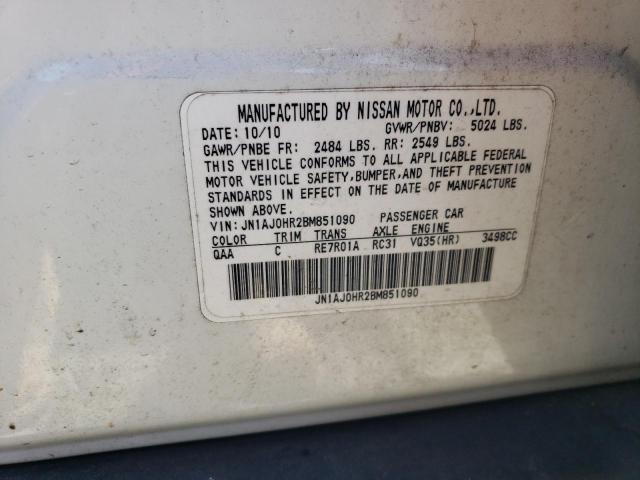 MANUFACTURED BY NISSAN MOTOR CO.,LTD.
DATE: 10/10 GVWR/PNBV: 5024 LBS.
GAWR/PNBE FR: 2484 LBS. RR: 2549 LBS.
THIS VEHICLE CONFORMS TO ALL APPLICABLE FEDERAL
MOTOR VEHICLE SAFETY,BUMPER,AND THEFT PREVENTION
STANDARDS IN EFFECT ON THE DATE OF MANUFACTURE
SHOWN ABOVE.
VIN: JN1AJ0HR2BM851090 PASSENGER CAR
COLOR TRIM TRANS AXLE ENGINE
QAA C RE7R01A RC31 VQ35(HR) 3498CC
JN1AJ0HR2BM851090